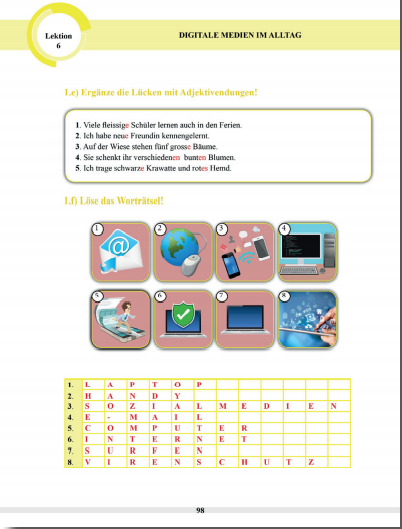 Lektion
6
DIGITALE MEDIEN IM ALLTAG
1.e) Ergänze die Lücken mit Adjektivendungen!
1. Viele fleissige Schüler lernen auch in den Ferien.
2. Ich habe neue Freundin kennengelernt.
3. Auf der Wiese stehen fünf grosse Bäume.
4. Sie schenkt ihr verschiedenen bunten Blumen.
5. Ich trage schwarze Krawatte und rotes Hemd.
1.f) Löse das Worträtsel!
1 2 3 4
@
5 6 7 8
1. L A P T O P
2. H A N D Y
3. S O Z I A L M E D I E N
4. E - M A I L
5. C O M P U T E R
6. I N T E R N E T
7. S U R F E N
8. V I R E N S C H U T Z
98